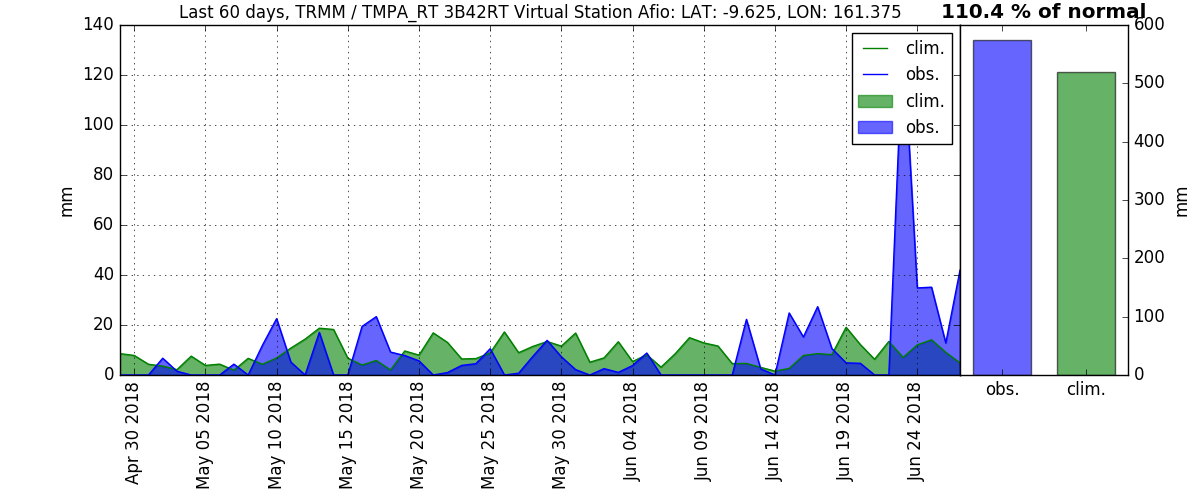 Last 60 days, TRMM / TMPA_RT 3B42RT Virtual Station Afio: LAT: -9.625, LON: 161.375
110.4 % of normal
140
120
100
80
60
40
20
0
mm
clim.
obs.
clim.
obs.
600
500
400
300
200
100
0
mm
Apr 30 2018
May 05 2018
May 10 2018
May 15 2018
May 20 2018
May 25 2018
May 30 2018
Jun 04 2018
Jun 09 2018
Jun 14 2018
Jun 19 2018
Jun 24 2018
obs.
clim.